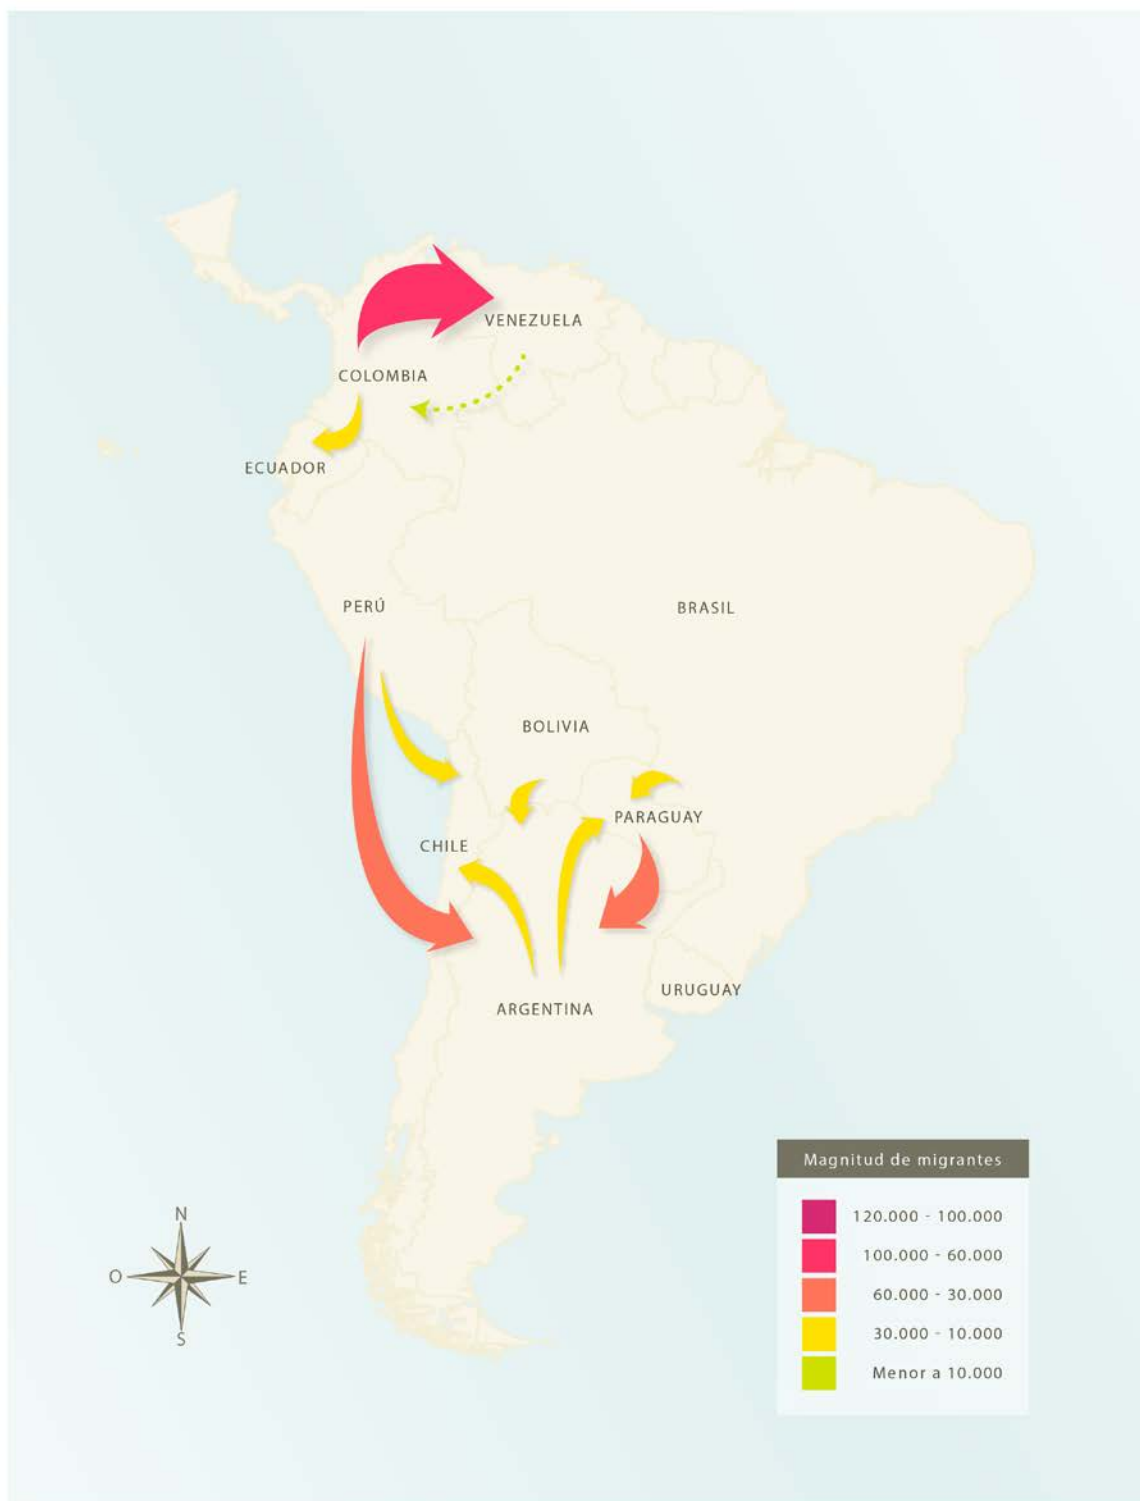 VENEZUELA
COLOMBIA
ECUADOR
PERÚ
BRASIL
BOLIVIA
PARAGUAY
CHILE
URUGUAY
ARGENTINA
Magnitud de migrantes
120.000 - 100.000
100.000 - 60.000
60.000 - 30.000
30.000 - 10.000
Menor a 10.000
N
O
E
S